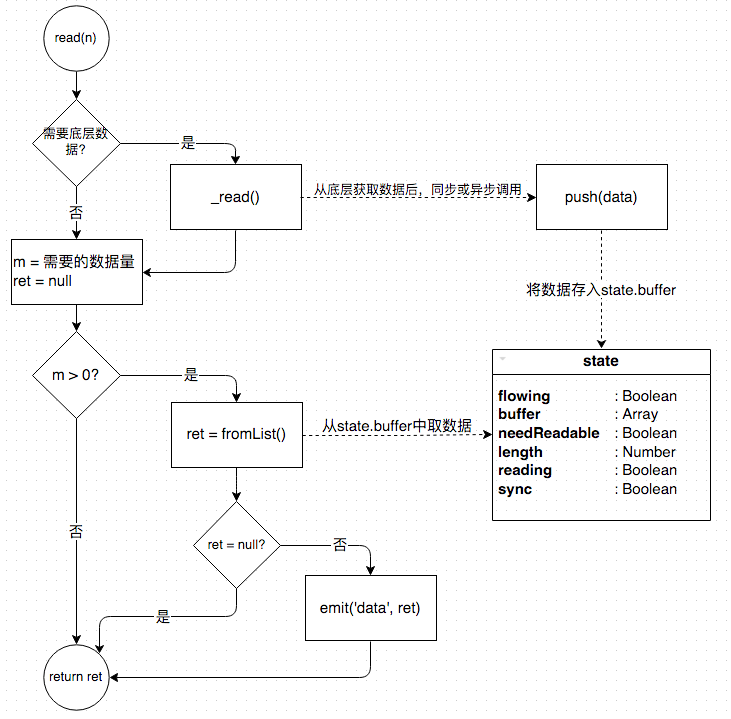 read(n)
需要底层数
据?
是
_read()
从底层获取数据后，同步或异步调用
push(data)
否
m = 需要的数据量
ret = null
将数据存入state.buffer
m > 0?
是
ret = fromList()
从state.buffer中取数据
state
flowing : Boolean
buffer : Array
needReadable : Boolean
length : Number
reading : Boolean
sync : Boolean
否
ret = null?
否
emit('data', ret)
是
return ret